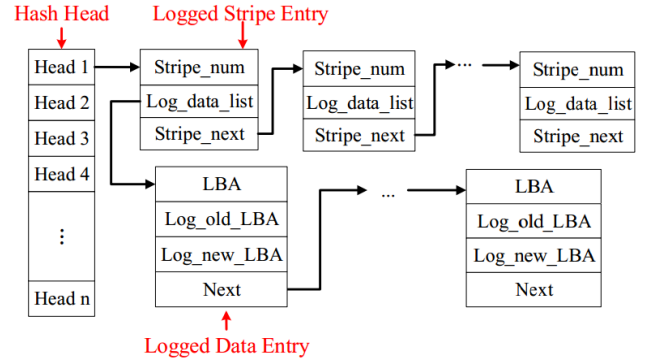 Hash Head
Logged Stripe Entry
Head 1
Head 2
Head 3
Head 4
⋮
Head n
Stripe_num
Log_data_list
Stripe_next
Stripe_num
Log_data_list
Stripe_next
...
Stripe_num
Log_data_list
Stripe_next
LBA
Log_old_LBA
Log_new_LBA
Next
...
LBA
Log_old_LBA
Log_new_LBA
Next
Logged Data Entry